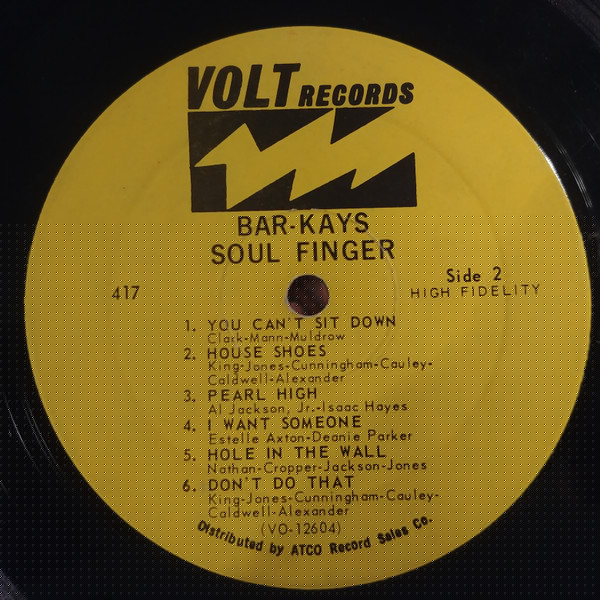 VOLT RECORDS
BAR-KAYS
SOUL FINGER
417
Side 2
HIGH FIDELITY
1. YOU CAN'T SIT DOWN
Clark-Mann-Muldrow
2. HOUSE SHOES
King-Jones-Cunningham-Cauley-
Caldwell-Alexander
3. PEARL HIGH
Al Jackson, Jr.-Isaac Hayes
4. I WANT SOMEONE
Estelle Axton-Deanie Parker
5. HOLE IN THE WALL
Nathan-Cropper-Jackson-Jones
6. DON'T DO THAT
King-Jones-Cunningham-Cauley-
Caldwell-Alexander
(VO-12604)
Distributed by ATCO Record Sales Co.